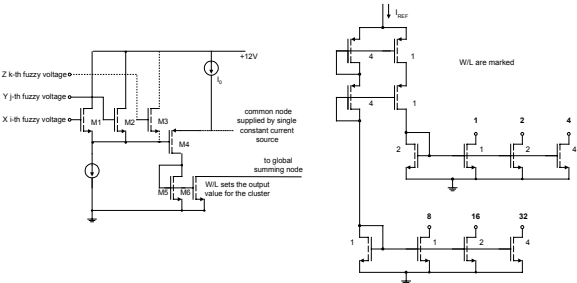 I_REF
+12V
Z k-th fuzzy voltage
I_0
4
1
W/L are marked
Y j-th fuzzy voltage
X i-th fuzzy voltage
M1
M2
M3
M4
common node
supplied by single
constant current
source
4
1
1
2
4
2
1
2
4
to global
summing node
M5
M6
W/L sets the output
value for the cluster
8
16
32
1
1
2
4